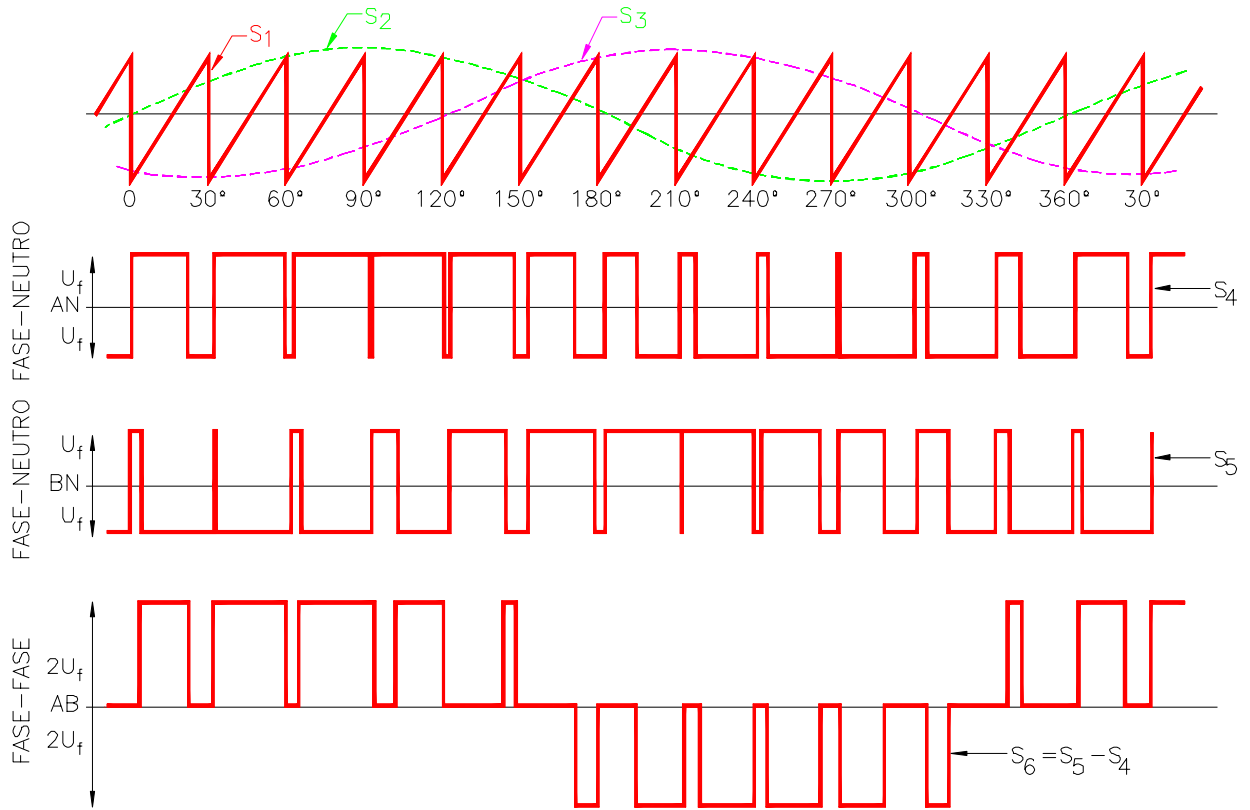 S1
S2
S3
0 30° 60° 90° 120° 150° 180° 210° 240° 270° 300° 330° 360° 30°
FASE-NEUTRO
Uf
AN
Uf
S4
FASE-NEUTRO
Uf
BN
Uf
S5
FASE-FASE
2Uf
AB
2Uf
S6=S5-S4